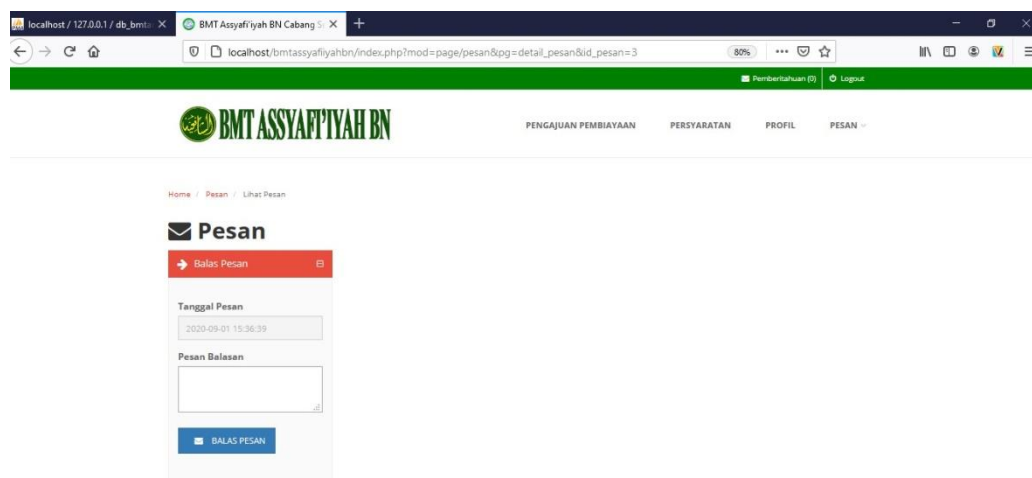 localhost / 127.0.0.1 / db_bmta
BMT Assyafi'iyah BN Cabang
localhost/bmtassyafiiyahbn/index.php?mod=page/pesan&pg=detail_pesan&id_pesan=3
80%
Pemberitahuan (0) Logout
BMT ASSYAFI'IYAH BN
PENGAJUAN PEMBIAYAAN PERSYARATAN PROFIL PESAN
Home / Pesan / Lihat Pesan
Pesan
Balas Pesan
Tanggal Pesan
2020-09-01 15:36:39
Pesan Balasan
BALAS PESAN